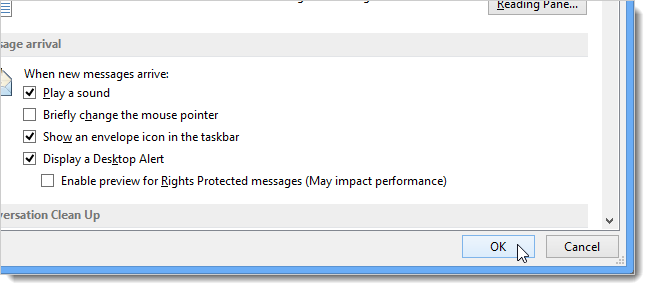 Reading Pane...
sage arrival
When new messages arrive:
Play a sound
Briefly change the mouse pointer
Show an envelope icon in the taskbar
Display a Desktop Alert
Enable preview for Rights Protected messages (May impact performance)
versation Clean Up
OK
Cancel